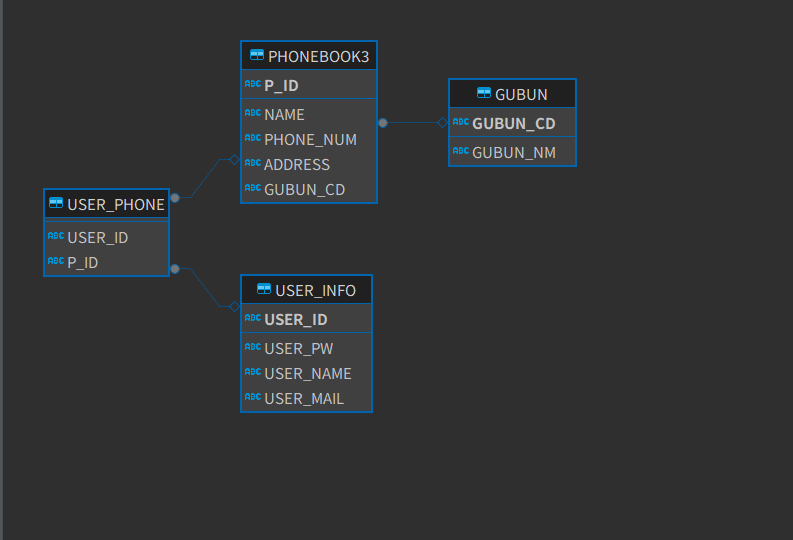 PHONEBOOK3
ABC P_ID
ABC NAME
ABC PHONE_NUM
ABC ADDRESS
ABC GUBUN_CD
GUBUN
ABC GUBUN_CD
ABC GUBUN_NM
USER_PHONE
ABC USER_ID
ABC P_ID
USER_INFO
ABC USER_ID
ABC USER_PW
ABC USER_NAME
ABC USER_MAIL